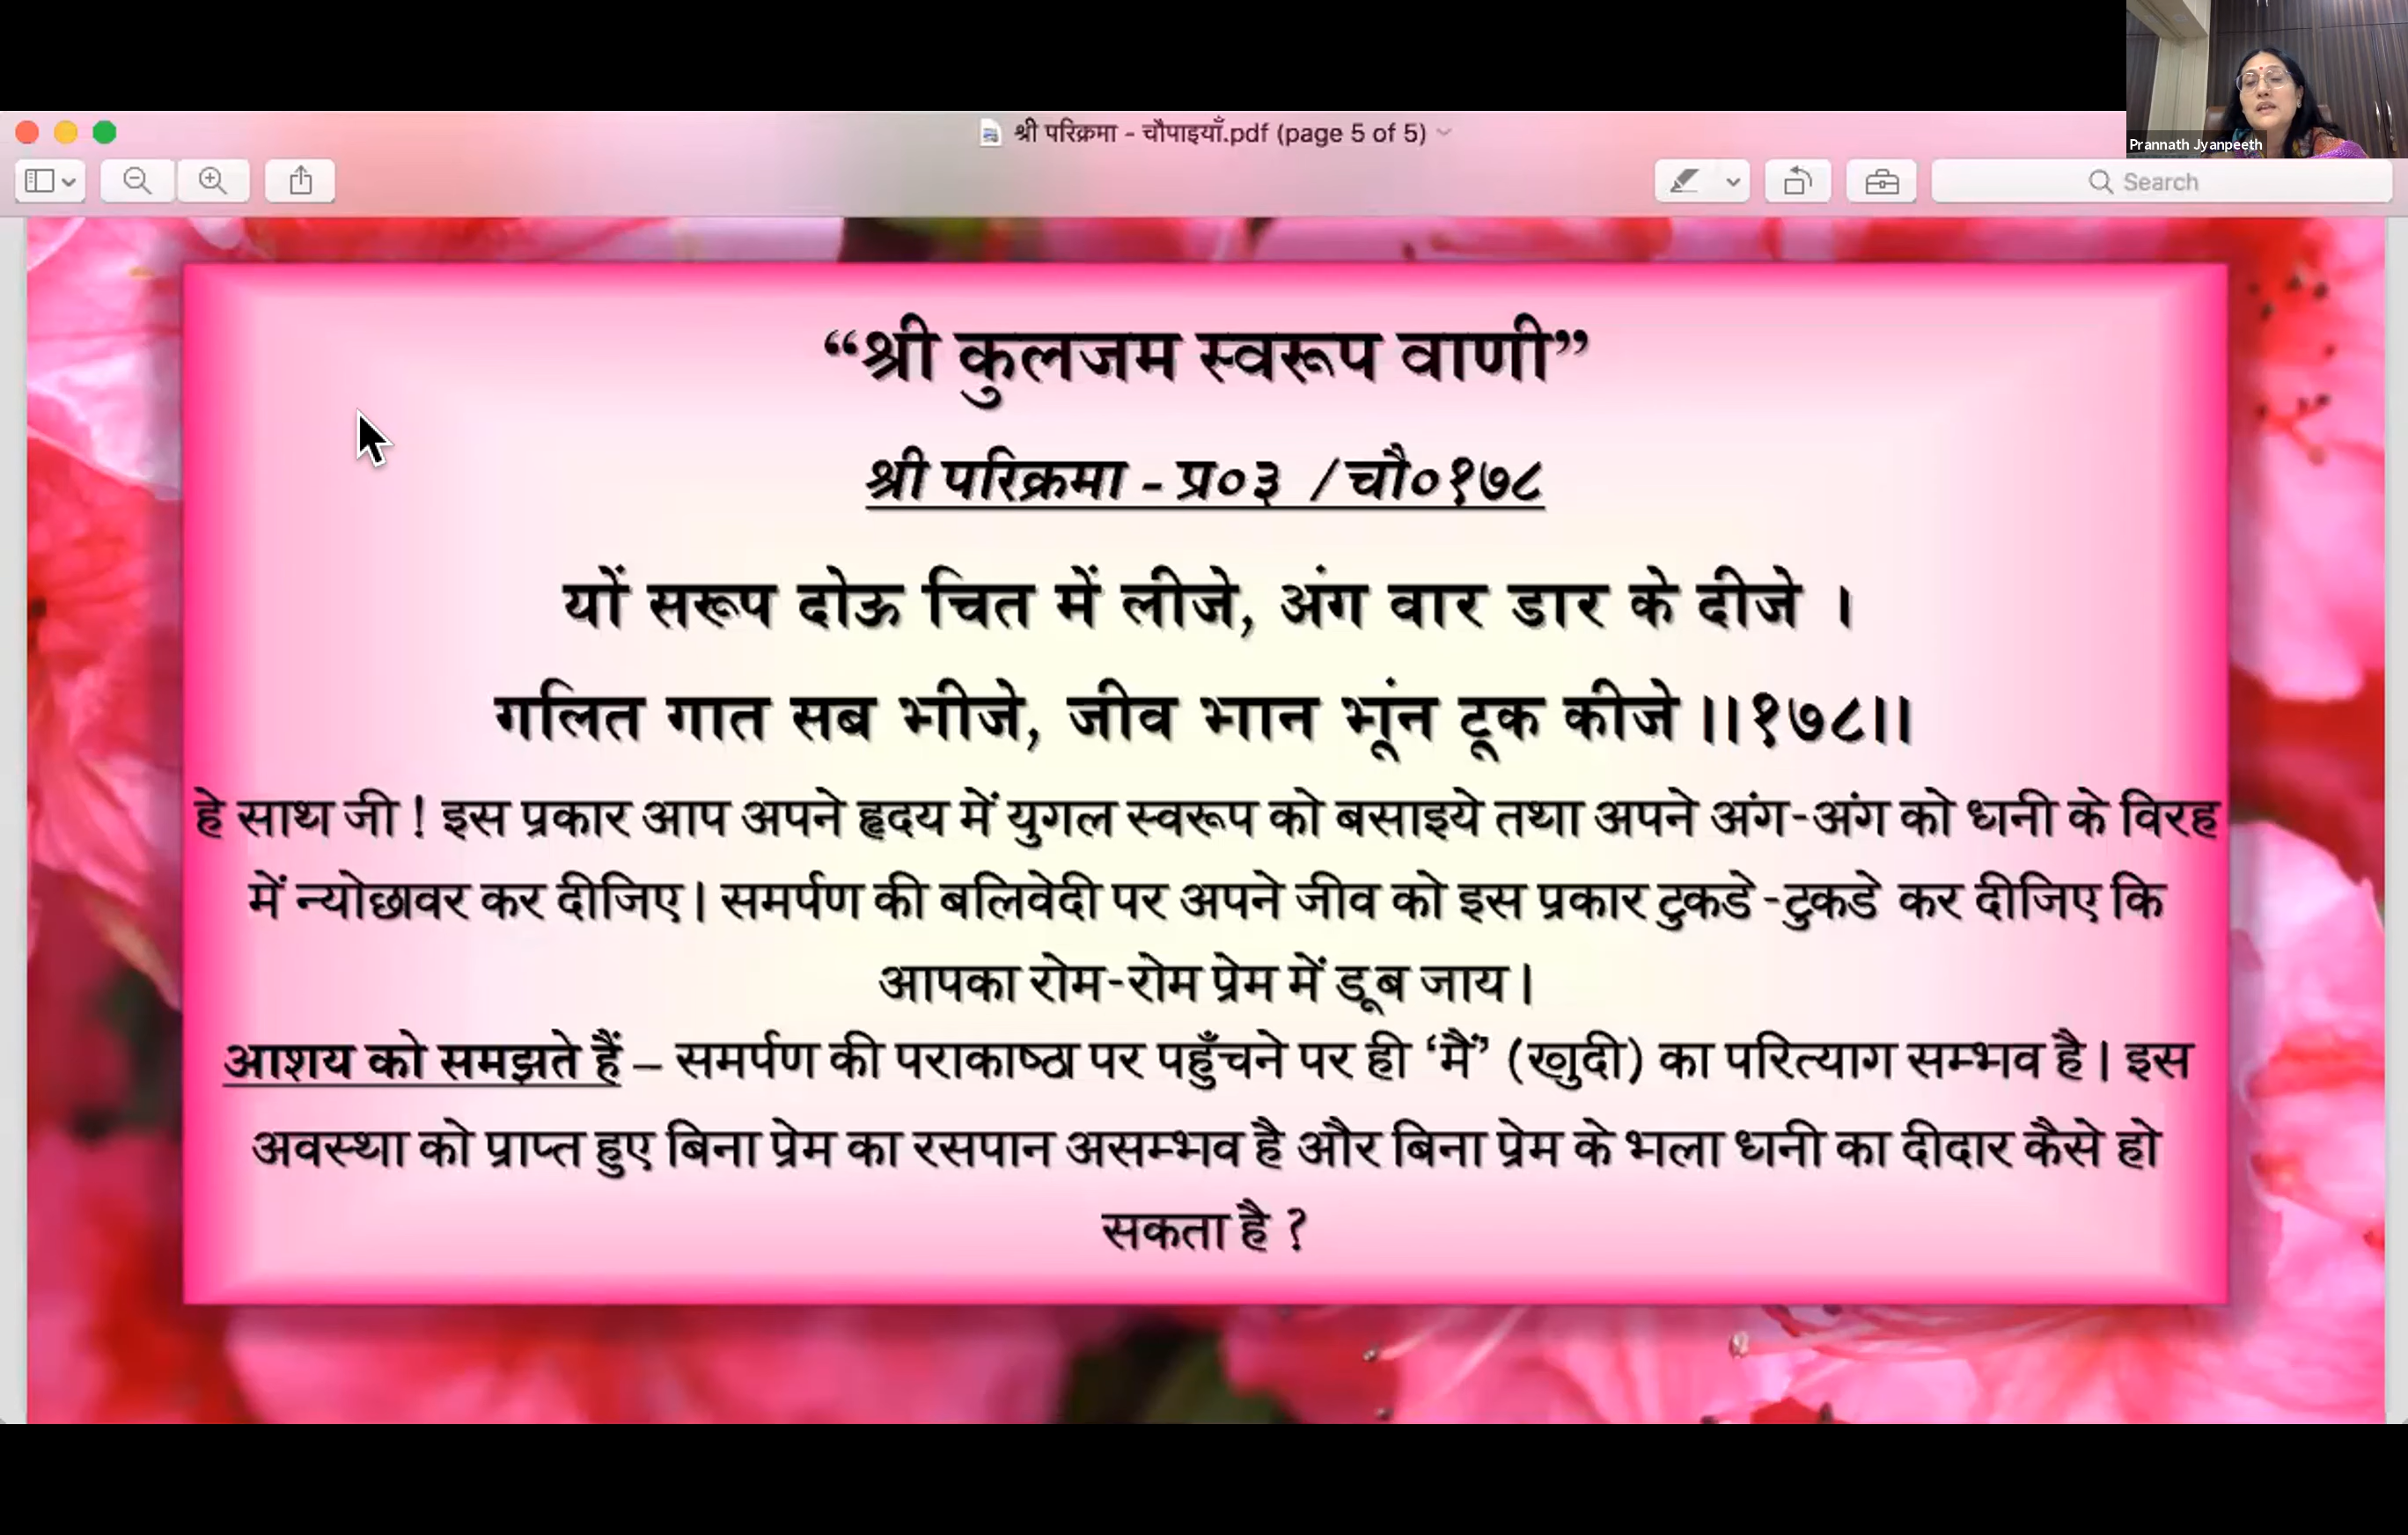 श्री परिक्रमा - चौपाइयाँ.pdf (page 5 of 5)
Prannath Jyanpeeth
Search
“श्री कुलजम स्वरूप वाणी”
श्री परिक्रमा - प्र०३ / चौ०१७८
यों सरूप दोऊ चित में लीजे, अंग वार डार के दीजे ।
गलित गात सब भीजे, जीव भान भूंन टूक कीजे ।।१७८।।
हे साथ जी ! इस प्रकार आप अपने हृदय में युगल स्वरूप को बसाइये तथा अपने अंग-अंग को धनी के विरह
में न्योछावर कर दीजिए। समर्पण की बलिवेदी पर अपने जीव को इस प्रकार टुकडे -टुकडे कर दीजिए कि
आपका रोम-रोम प्रेम में डूब जाय।
आशय को समझते हैं – समर्पण की पराकाष्ठा पर पहुँचने पर ही ‘मैं’ (खुदी) का परित्याग सम्भव है। इस
अवस्था को प्राप्त हुए बिना प्रेम का रसपान असम्भव है और बिना प्रेम के भला धनी का दीदार कैसे हो
सकता है ?